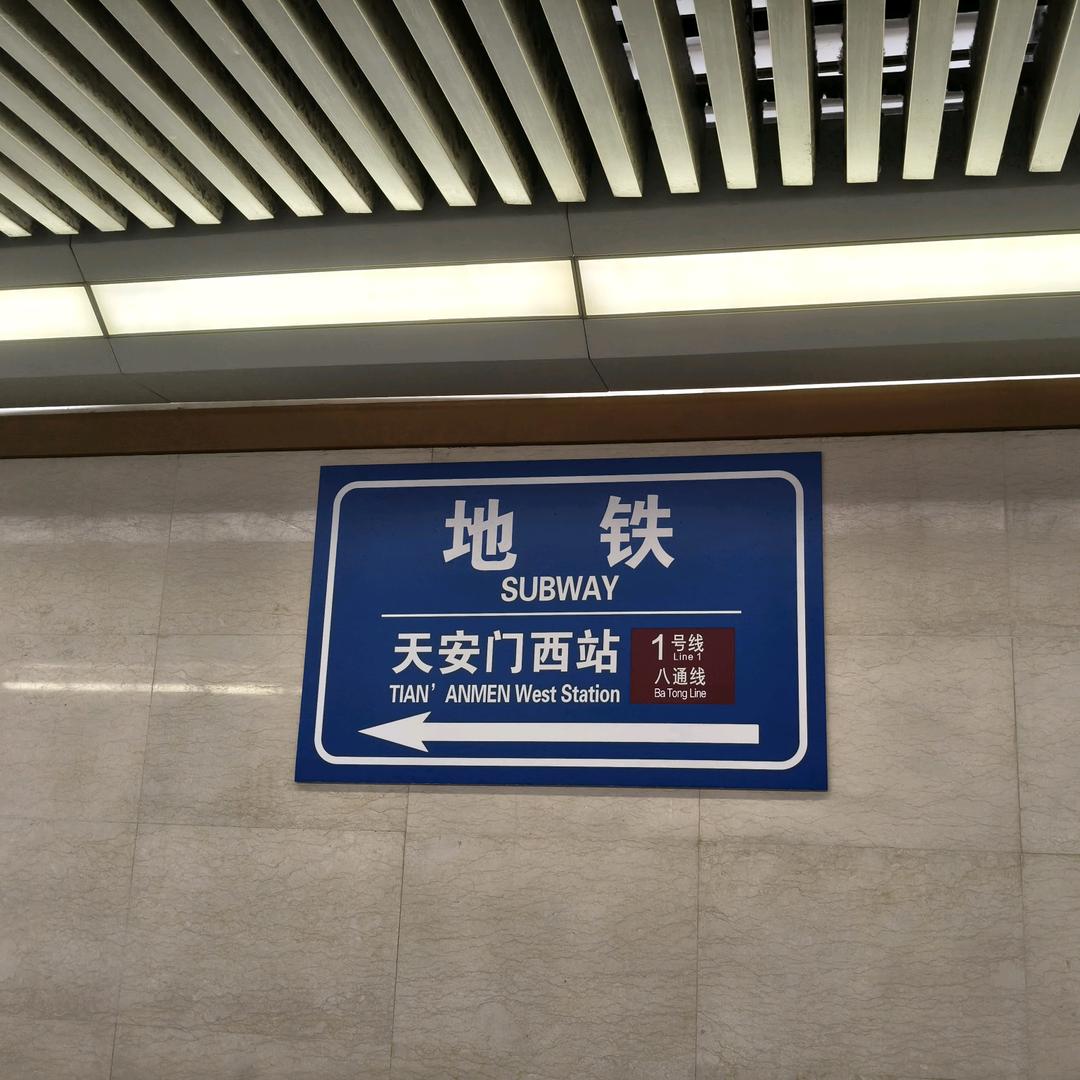 地 铁
SUBWAY
天安门西站
TIAN' ANMEN West Station
1号线
Line 1
八通线
Ba Tong Line